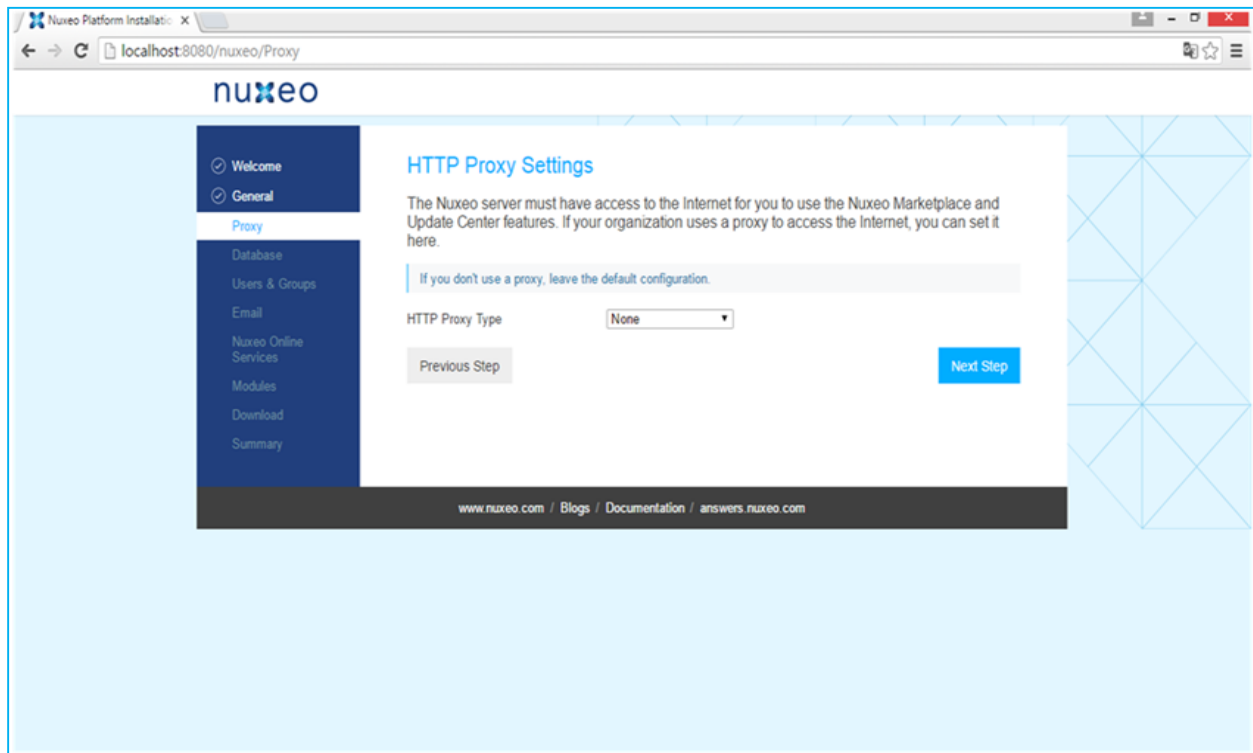 Nuxeo Platform Installatio
localhost:8080/nuxeo/Proxy
nuxeo
Welcome
General
Proxy
Database
Users & Groups
Email
Nuxeo Online
Services
Modules
Download
Summary
HTTP Proxy Settings
The Nuxeo server must have access to the Internet for you to use the Nuxeo Marketplace and
Update Center features. If your organization uses a proxy to access the Internet, you can set it
here.
If you don't use a proxy, leave the default configuration.
HTTP Proxy Type None
Previous Step Next Step
www.nuxeo.com / Blogs / Documentation / answers.nuxeo.com